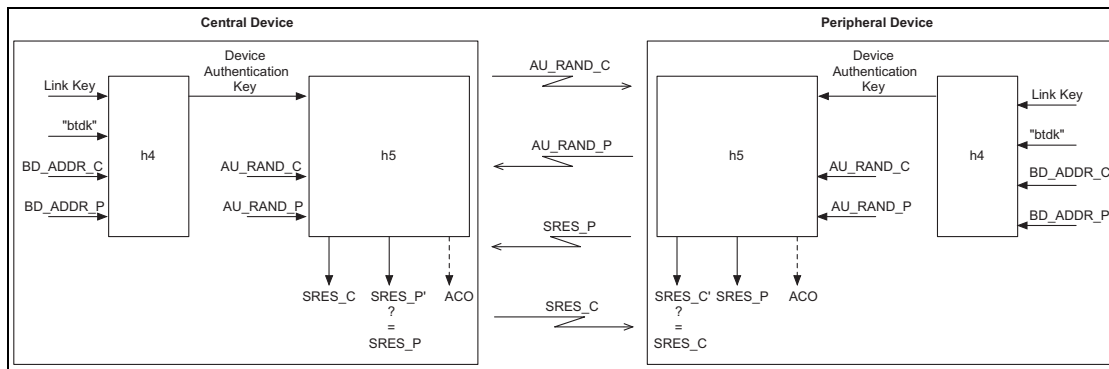 Central Device
Peripheral Device
Device
Authentication
Key
Link Key
"btdk"
BD_ADDR_C
BD_ADDR_P
h4
AU_RAND_C
AU_RAND_P
h5
SRES_C
SRES_P'
?
=
SRES_P
ACO
AU_RAND_C
AU_RAND_P
SRES_P
SRES_C
Device
Authentication
Key
h5
AU_RAND_C
AU_RAND_P
h4
Link Key
"btdk"
BD_ADDR_C
BD_ADDR_P
SRES_C'
?
=
SRES_C
SRES_P
ACO